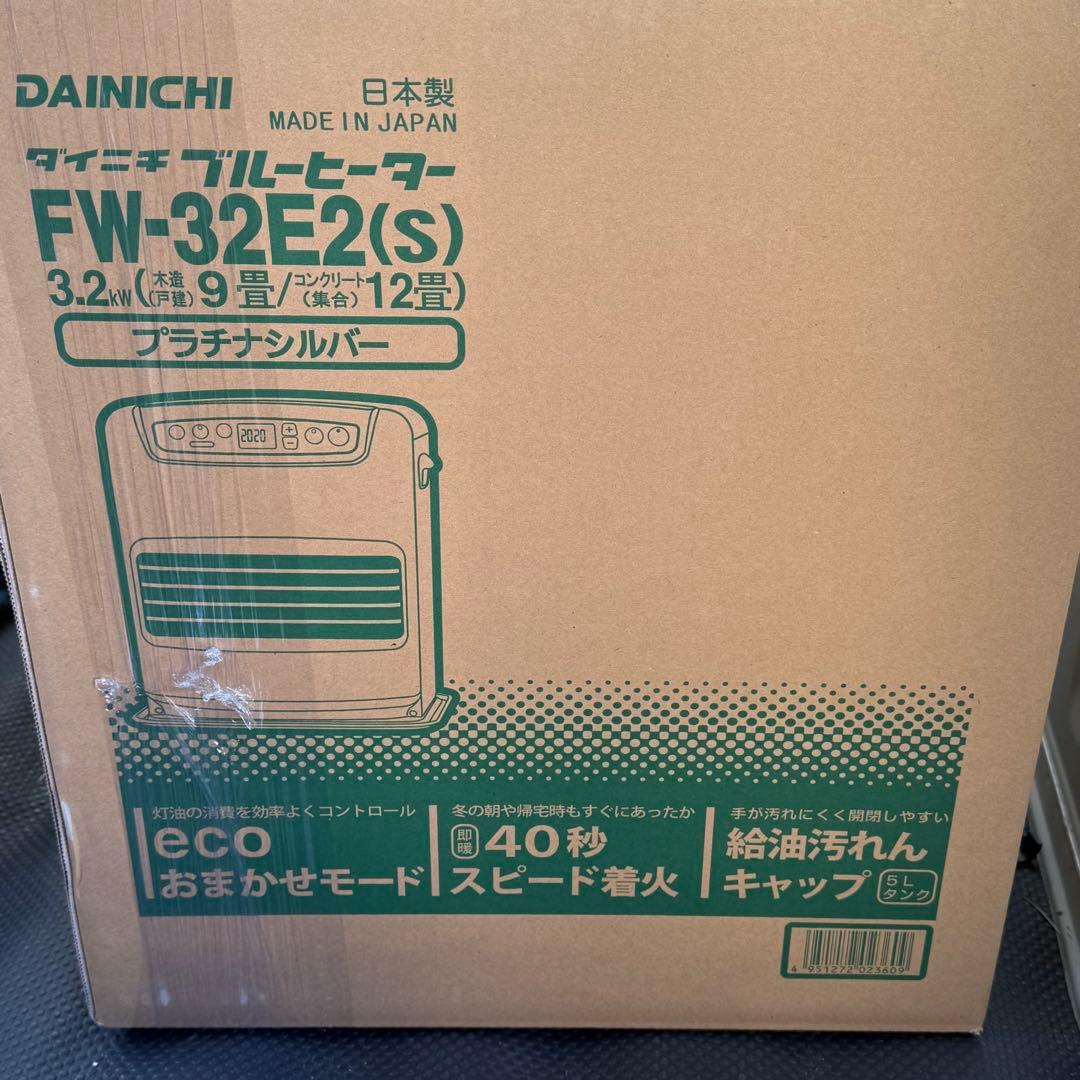 DAINICHI
日本製
MADE IN JAPAN
ダイニチ ブルーヒーター
FW-32E2(S)
3.2kW(木造(戸建)9畳/コンクリート(集合)12畳)
プラチナシルバー
2020
+
-
灯油の消費を効率よくコントロール
eco
おまかせモード
冬の朝や帰宅時もすぐにあったか
即暖 40秒
スピード着火
手が汚れにくく開閉しやすい
給油汚れん
キャップ 5Lタンク
4 951272 023609